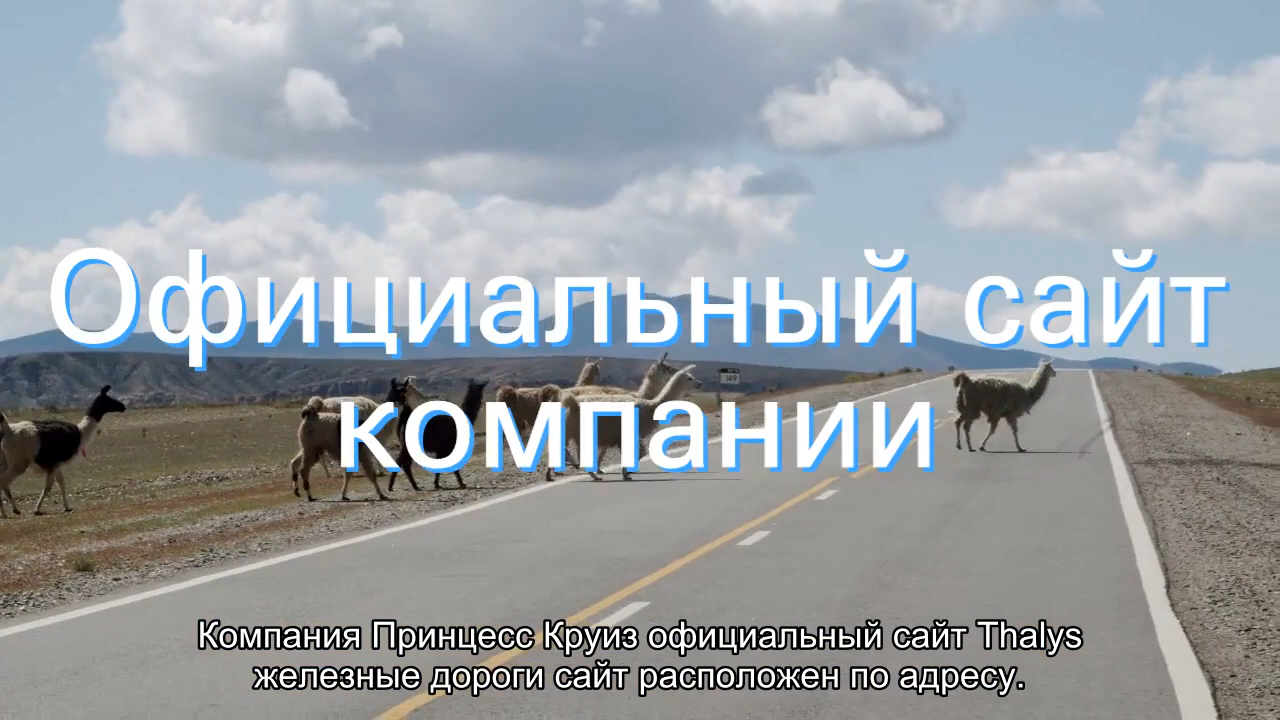 Официальный сайт
компании
Компания Принцесс Круиз официальный сайт Thalys
железные дороги сайт расположен по адресу.